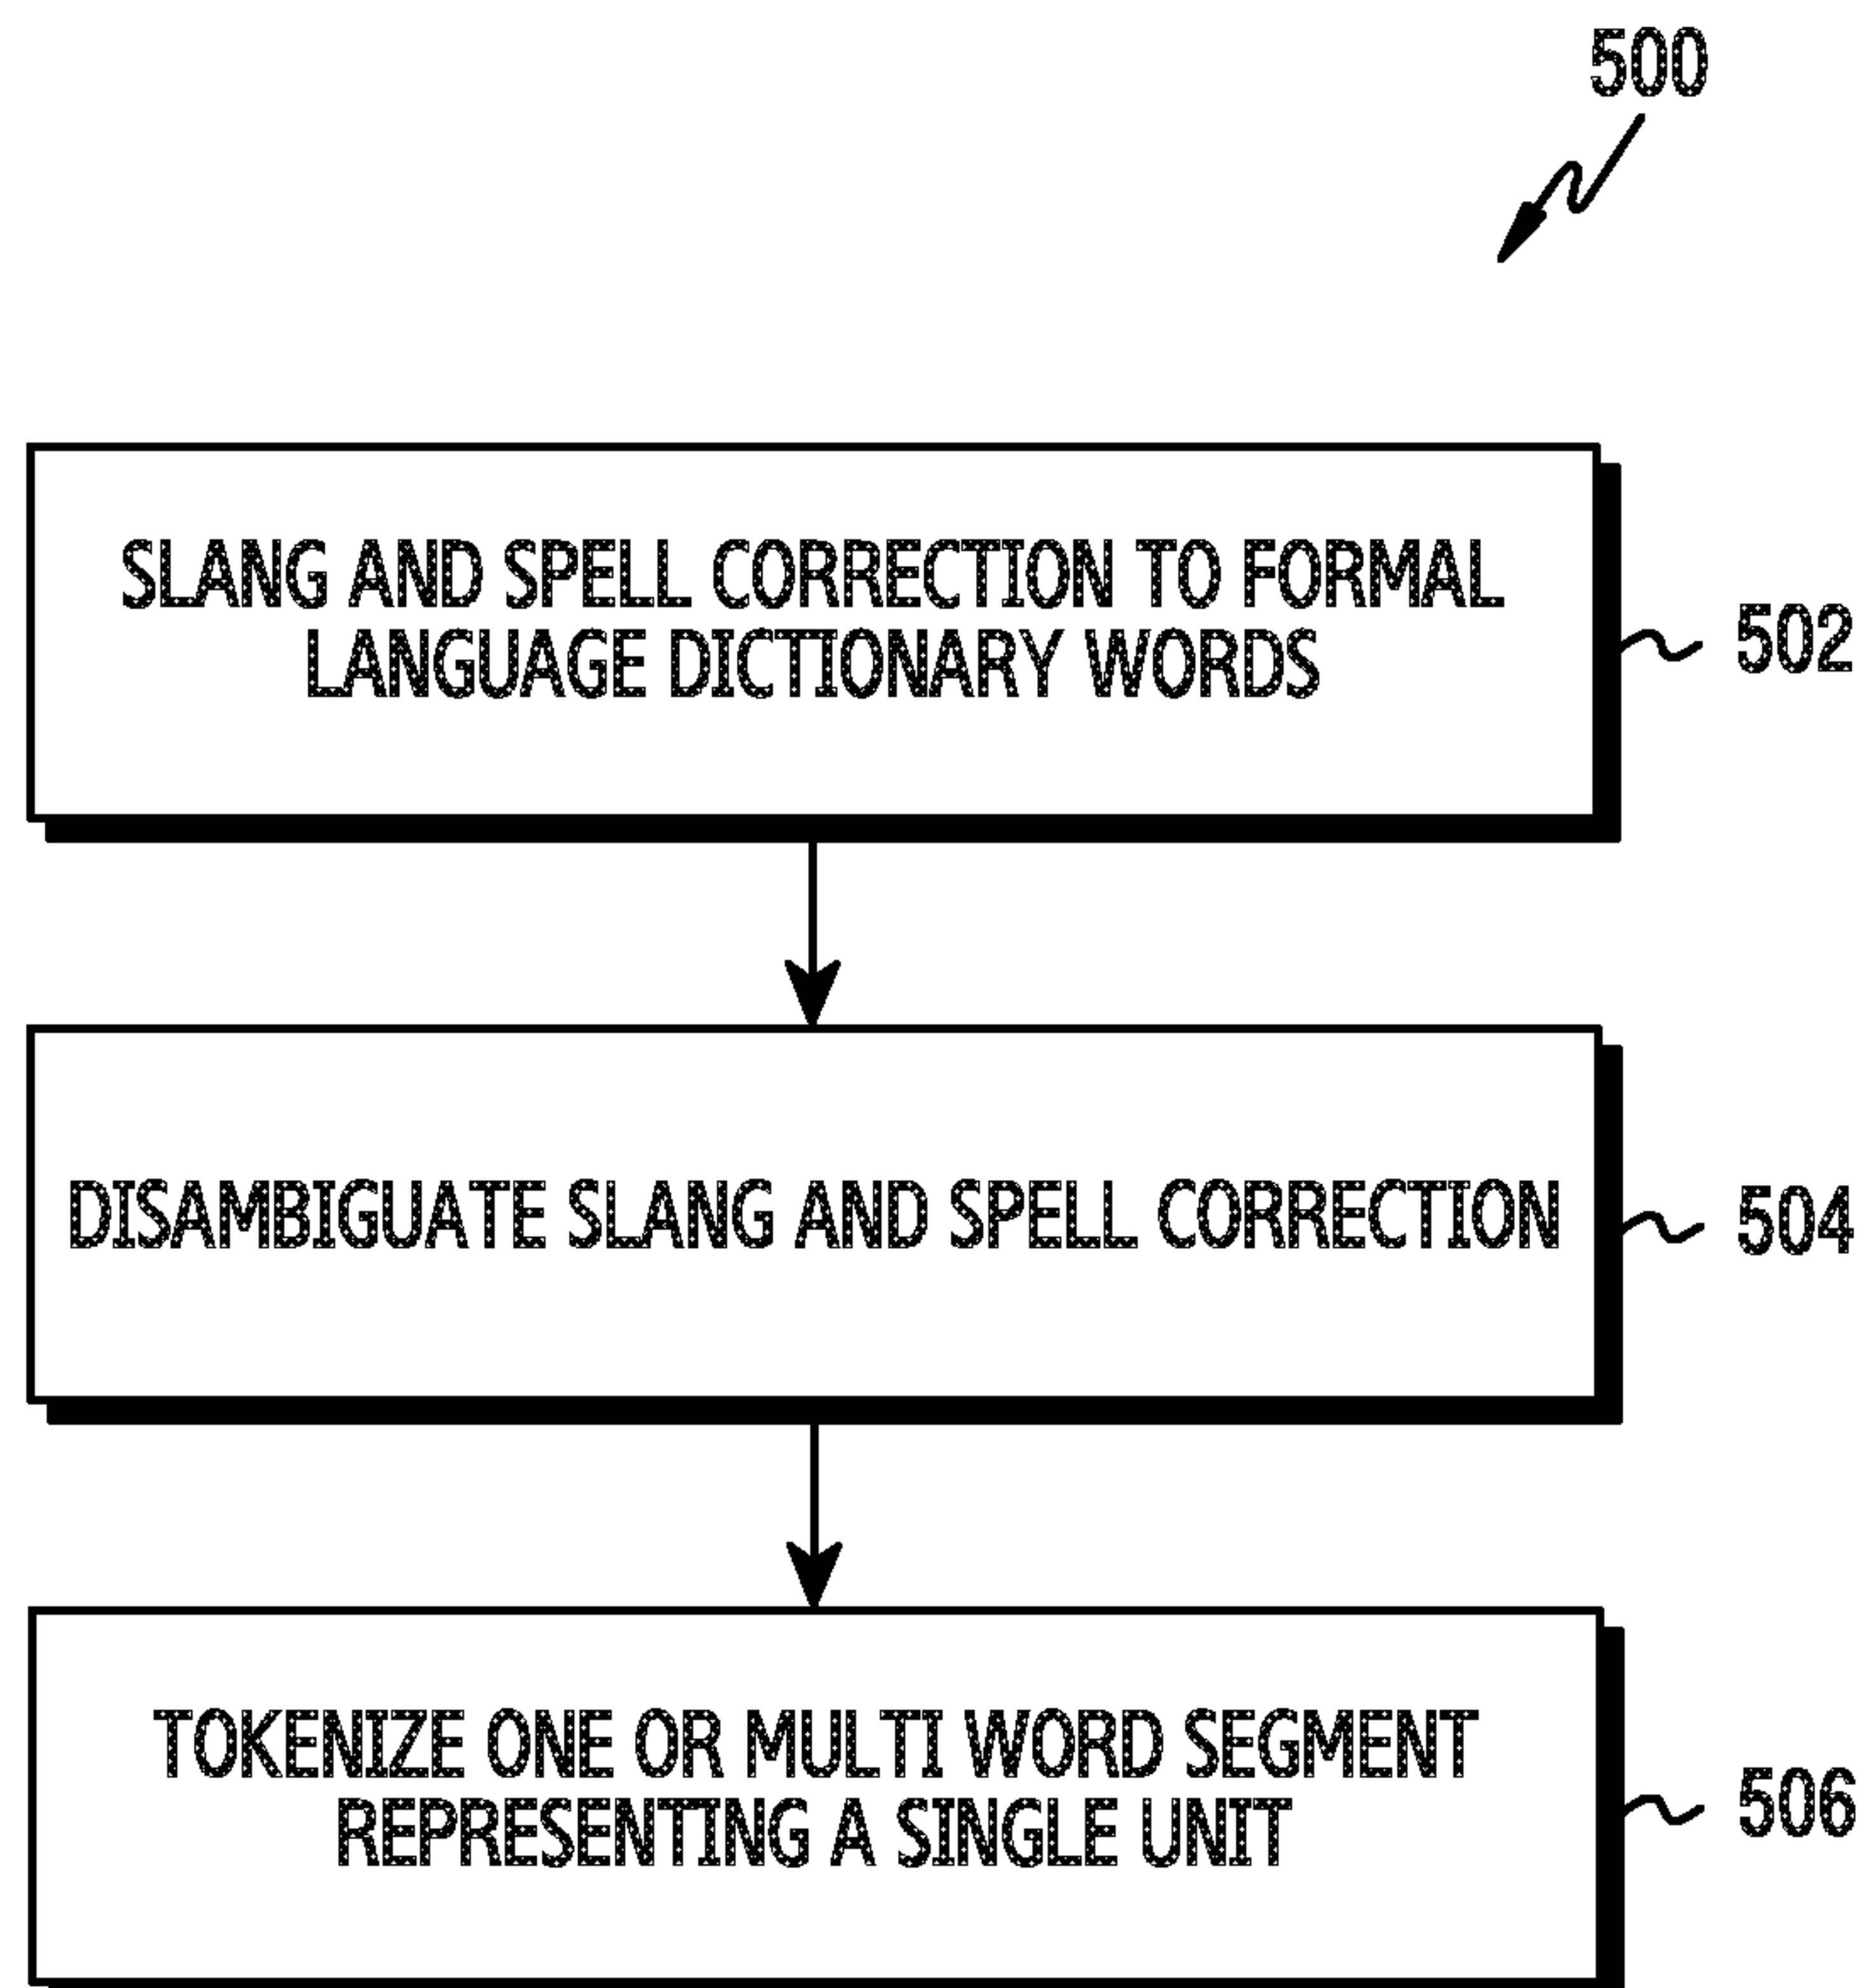 500
SLANG AND SPELL CORRECTION TO FORMAL
LANGUAGE DICTIONARY WORDS
502
DISAMBIGUATE SLANG AND SPELL CORRECTION
504
TOKENIZE ONE OR MULTI WORD SEGMENT
REPRESENTING A SINGLE UNIT
506